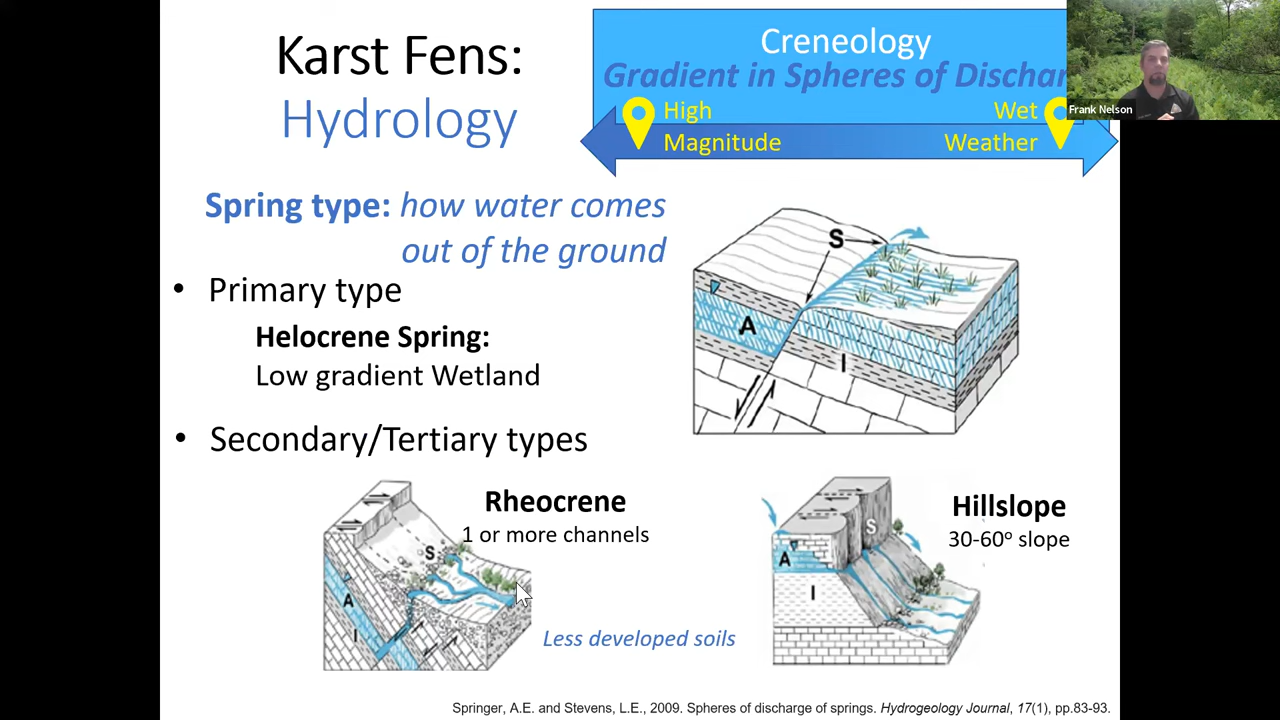 Karst Fens:
Hydrology
Creneology
Gradient in Spheres of
High
Magnitude
Wet
Weather
Frank Nelson
Spring type: how water comes
out of the ground
• Primary type
Helocrene Spring:
Low gradient Wetland
S
A
I
• Secondary/Tertiary types
Rheocrene
1 or more channels
S
A
I
Less developed soils
Hillslope
30-60° slope
S
A
I
Springer, A.E. and Stevens, L.E., 2009. Spheres of discharge of springs. Hydrogeology Journal, 17(1), pp.83-93.